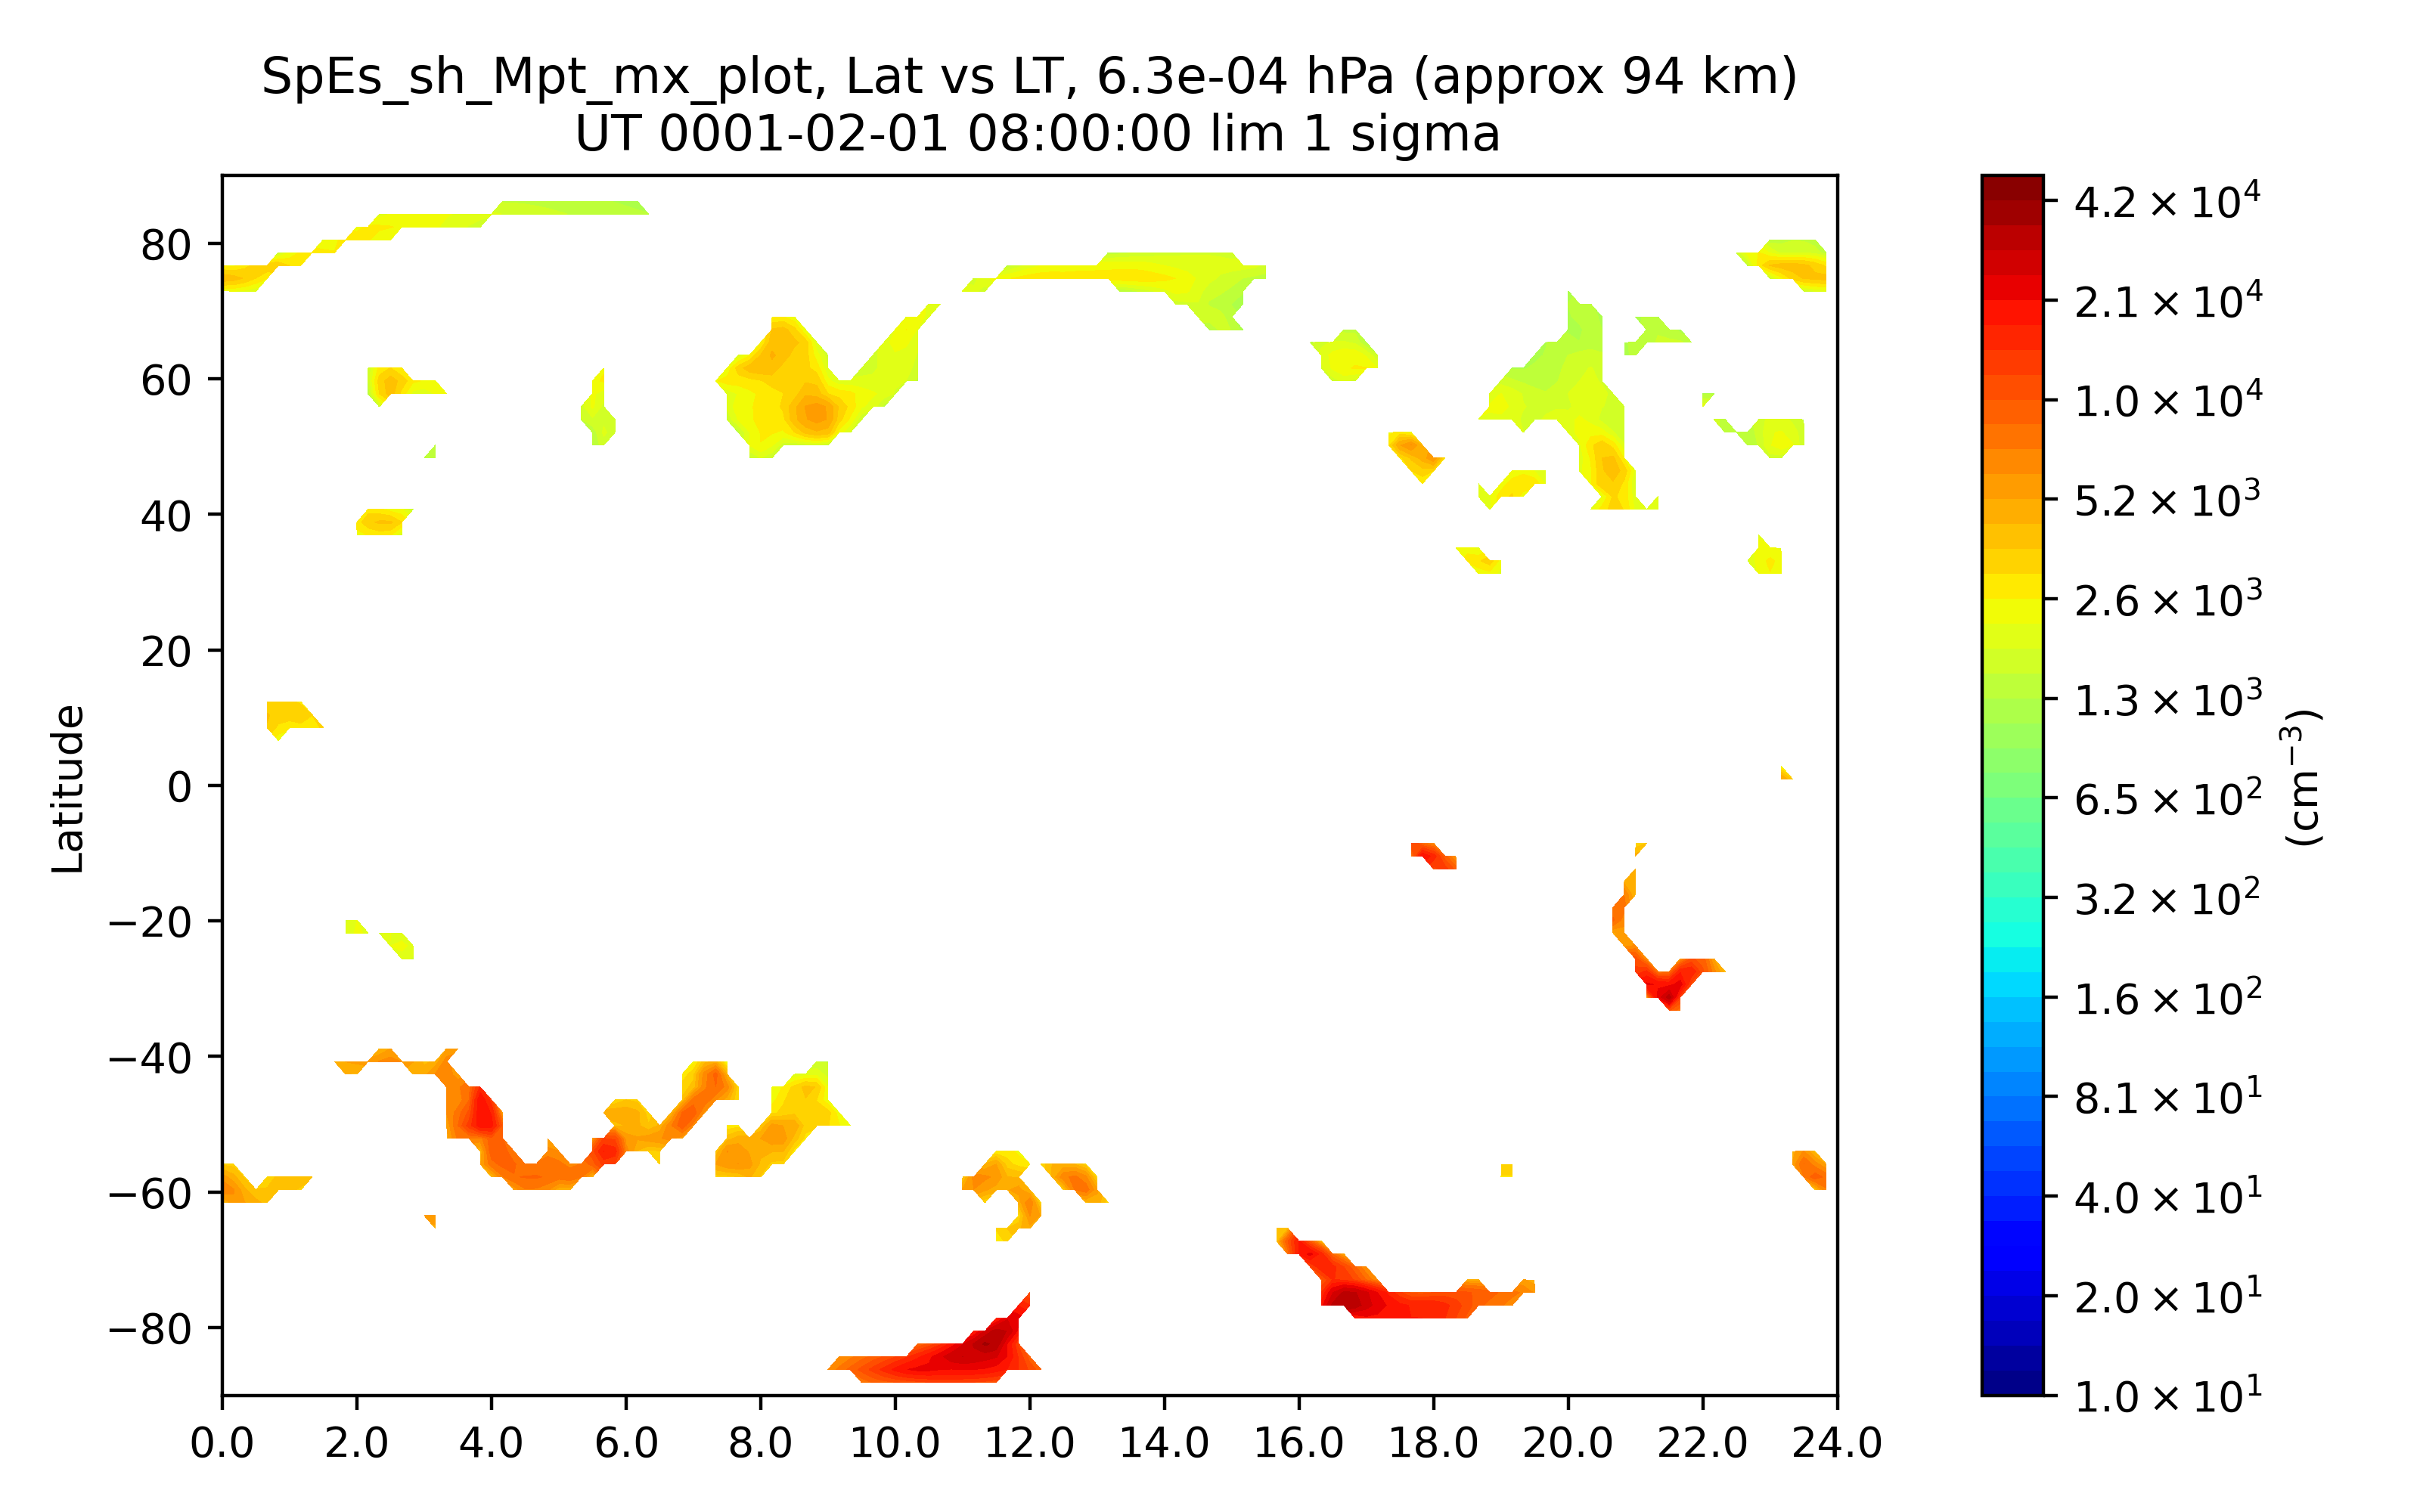 SpEs_sh_Mpt_mx_plot, Lat vs LT, 6.3e-04 hPa (approx 94 km)
UT 0001-02-01 08:00:00 lim 1 sigma
80
60
40
20
0
−20
−40
−60
−80
Latitude
0.0 2.0 4.0 6.0 8.0 10.0 12.0 14.0 16.0 18.0 20.0 22.0 24.0
4.2 × 10⁴
2.1 × 10⁴
1.0 × 10⁴
5.2 × 10³
2.6 × 10³
1.3 × 10³
6.5 × 10²
3.2 × 10²
1.6 × 10²
8.1 × 10¹
4.0 × 10¹
2.0 × 10¹
1.0 × 10¹
(cm⁻³)